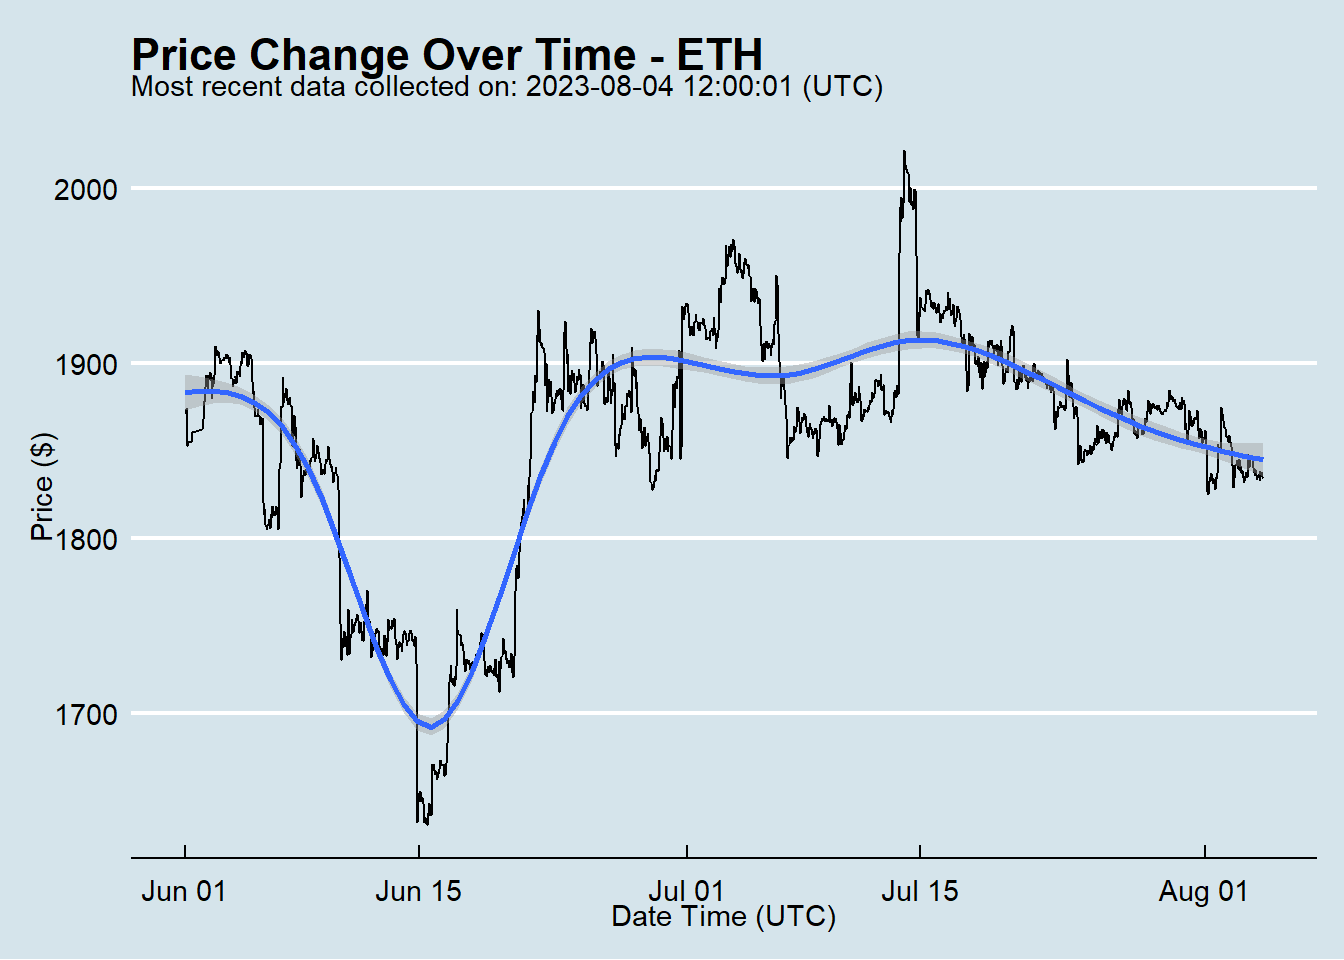 Price Change Over Time - ETH
Most recent data collected on: 2023-08-04 12:00:01 (UTC)
2000
1900
1800
1700
Price ($)
Jun 01
Jun 15
Jul 01
Jul 15
Aug 01
Date Time (UTC)